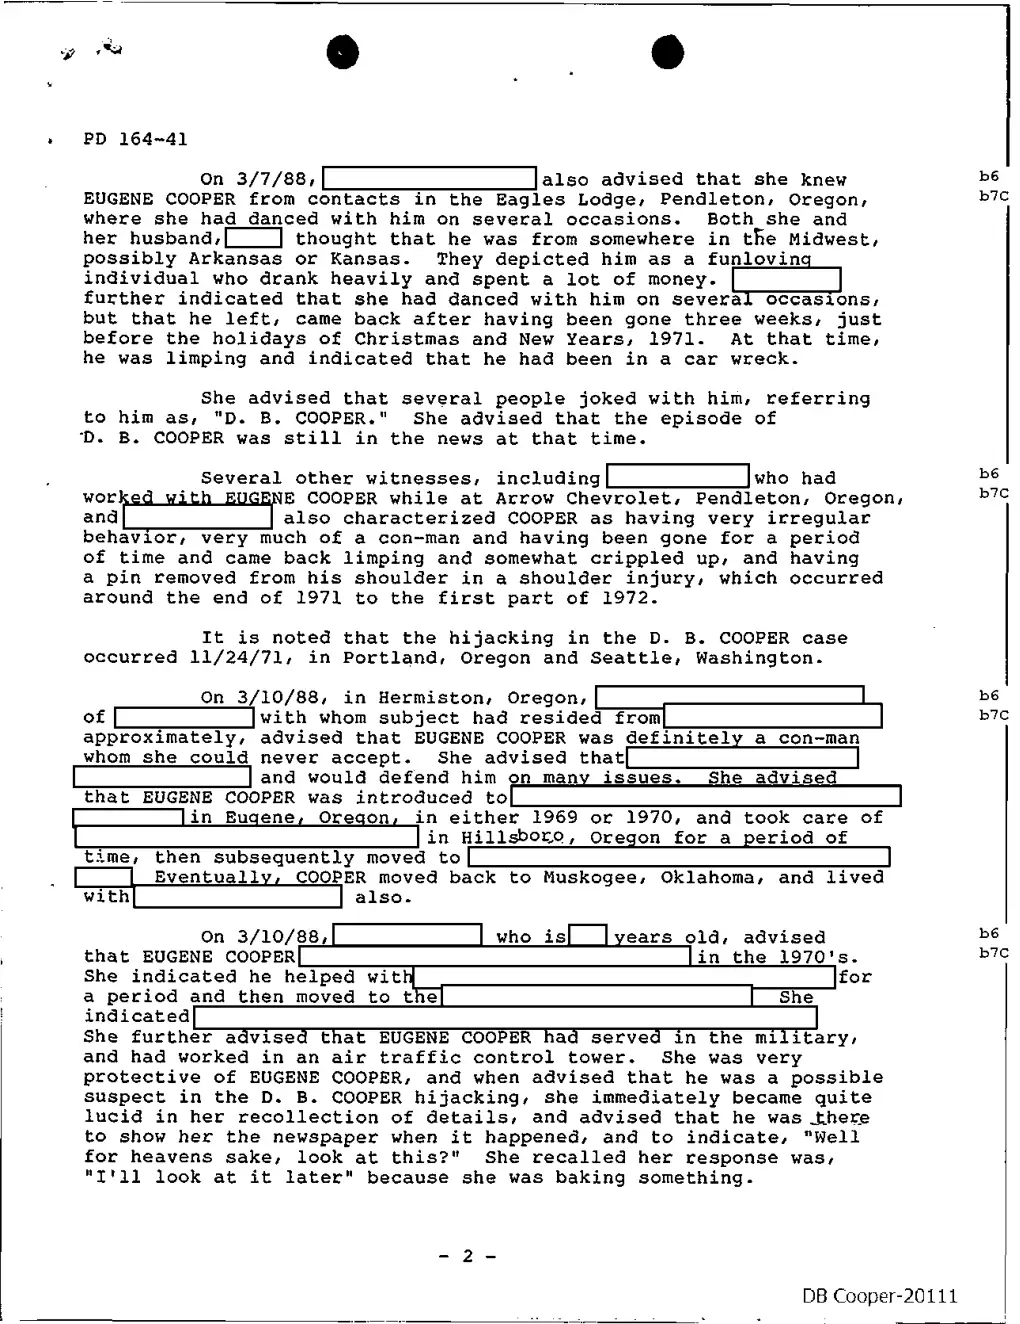 PD 164-41
On 3/7/88, also advised that she knew b6
EUGENE COOPER from contacts in the Eagles Lodge, Pendleton, Oregon, b7C
where she had danced with him on several occasions. Both she and
her husband, thought that he was from somewhere in the Midwest,
possibly Arkansas or Kansas. They depicted him as a funloving
individual who drank heavily and spent a lot of money.
further indicated that she had danced with him on several occasions,
but that he left, came back after having been gone three weeks, just
before the holidays of Christmas and New Years, 1971. At that time,
he was limping and indicated that he had been in a car wreck.
She advised that several people joked with him, referring
to him as, "D. B. COOPER." She advised that the episode of
D. B. COOPER was still in the news at that time.
Several other witnesses, including who had b6
worked with EUGENE COOPER while at Arrow Chevrolet, Pendleton, Oregon, b7C
and also characterized COOPER as having very irregular
behavior, very much of a con-man and having been gone for a period
of time and came back limping and somewhat crippled up, and having
a pin removed from his shoulder in a shoulder injury, which occurred
around the end of 1971 to the first part of 1972.
It is noted that the hijacking in the D. B. COOPER case
occurred 11/24/71, in Portland, Oregon and Seattle, Washington.
On 3/10/88, in Hermiston, Oregon, b6
of with whom subject had resided from b7C
approximately, advised that EUGENE COOPER was definitely a con-man
whom she could never accept. She advised that
and would defend him on many issues. She advised
that EUGENE COOPER was introduced to
in Eugene, Oregon, in either 1969 or 1970, and took care of
in Hillsboro, Oregon for a period of
time, then subsequently moved to
Eventually, COOPER moved back to Muskogee, Oklahoma, and lived
with also.
On 3/10/88, who is years old, advised b6
that EUGENE COOPER in the 1970's. b7C
She indicated he helped with for
a period and then moved to the She
indicated
She further advised that EUGENE COOPER had served in the military,
and had worked in an air traffic control tower. She was very
protective of EUGENE COOPER, and when advised that he was a possible
suspect in the D. B. COOPER hijacking, she immediately became quite
lucid in her recollection of details, and advised that he was there
to show her the newspaper when it happened, and to indicate, "Well
for heavens sake, look at this?" She recalled her response was,
"I'll look at it later" because she was baking something.
- 2 -
DB Cooper-20111